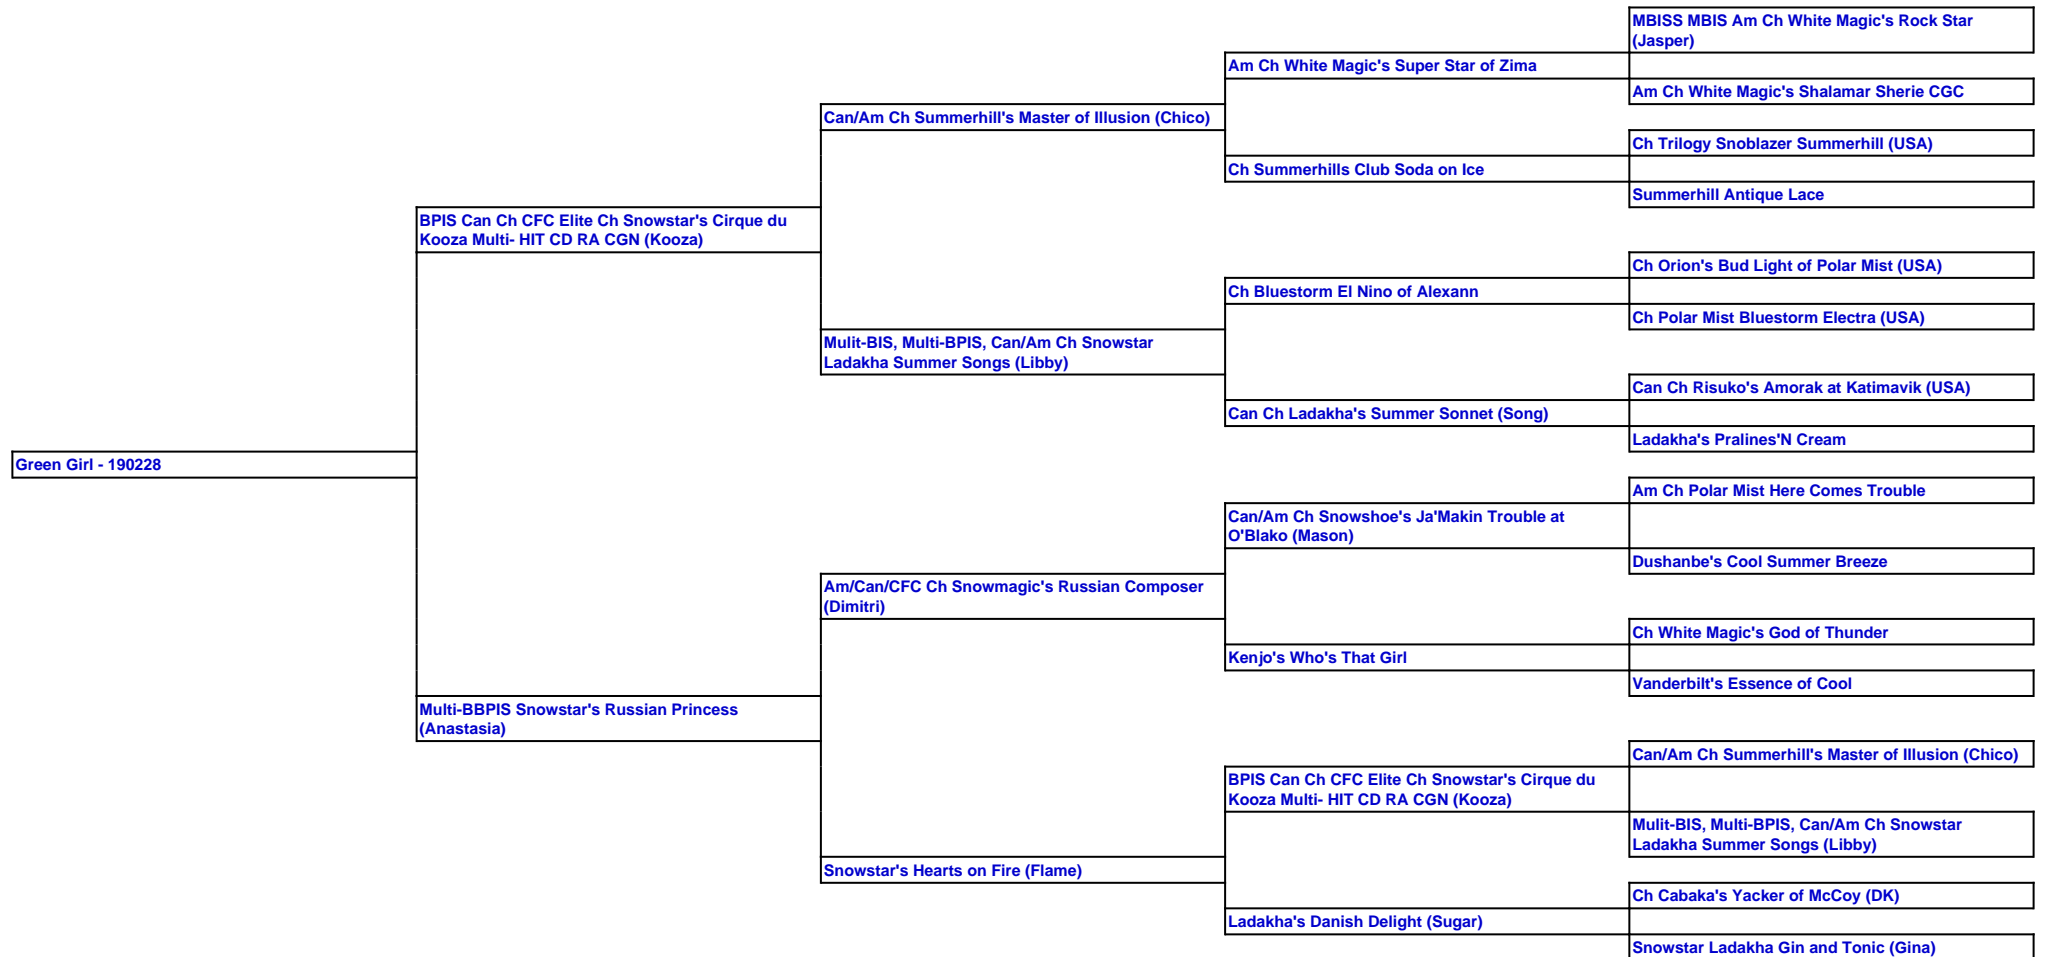 MBISS MBIS Am Ch White Magic's Rock Star
(Jasper)
Am Ch White Magic's Super Star of Zima
Am Ch White Magic's Shalamar Sherie CGC
Can/Am Ch Summerhill's Master of Illusion (Chico)
Ch Trilogy Snoblazer Summerhill (USA)
Ch Summerhills Club Soda on Ice
Summerhill Antique Lace
BPIS Can Ch CFC Elite Ch Snowstar's Cirque du
Kooza Multi- HIT CD RA CGN (Kooza)
Ch Orion's Bud Light of Polar Mist (USA)
Ch Bluestorm El Nino of Alexann
Ch Polar Mist Bluestorm Electra (USA)
Mulit-BIS, Multi-BPIS, Can/Am Ch Snowstar
Ladakha Summer Songs (Libby)
Can Ch Risuko's Amorak at Katimavik (USA)
Can Ch Ladakha's Summer Sonnet (Song)
Ladakha's Pralines'N Cream
Green Girl - 190228
Am Ch Polar Mist Here Comes Trouble
Can/Am Ch Snowshoe's Ja'Makin Trouble at
O'Blako (Mason)
Dushanbe's Cool Summer Breeze
Am/Can/CFC Ch Snowmagic's Russian Composer
(Dimitri)
Ch White Magic's God of Thunder
Kenjo's Who's That Girl
Vanderbilt's Essence of Cool
Multi-BBPIS Snowstar's Russian Princess
(Anastasia)
Can/Am Ch Summerhill's Master of Illusion (Chico)
BPIS Can Ch CFC Elite Ch Snowstar's Cirque du
Kooza Multi- HIT CD RA CGN (Kooza)
Mulit-BIS, Multi-BPIS, Can/Am Ch Snowstar
Ladakha Summer Songs (Libby)
Snowstar's Hearts on Fire (Flame)
Ch Cabaka's Yacker of McCoy (DK)
Ladakha's Danish Delight (Sugar)
Snowstar Ladakha Gin and Tonic (Gina)